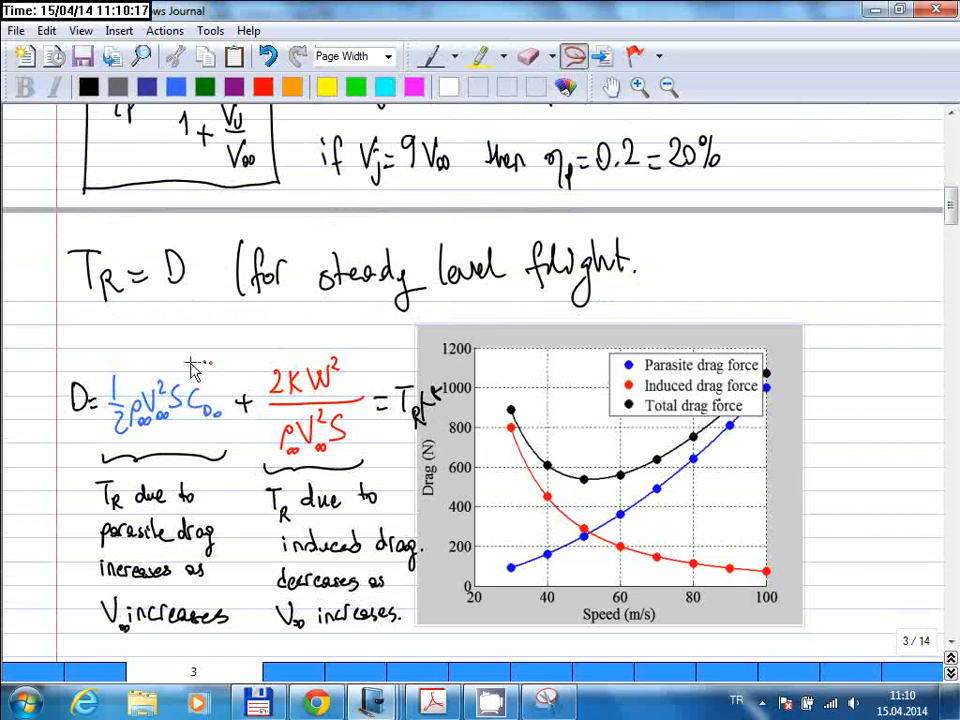 Time: 15/04/14 11:10:17
ws Journal
File Edit View Insert Actions Tools Help
Page Width
B I
1 + Vj/V∞
if Vj = 9 V∞ then ηp = 0.2 = 20%
TR = D (for steady level flight.
D = 1/2 ρ∞ V∞² S CD₀ + 2KW² / ρ∞ V∞² S = TR
TR due to
parasite drag
increases as
V∞ increases
TR due to
induced drag.
decreases as
V∞ increases.
Parasite drag force
Induced drag force
Total drag force
Drag (N)
1200
1000
800
600
400
200
0
20 40 60 80 100
Speed (m/s)
3 / 14
3
TR
11:10
15.04.2014